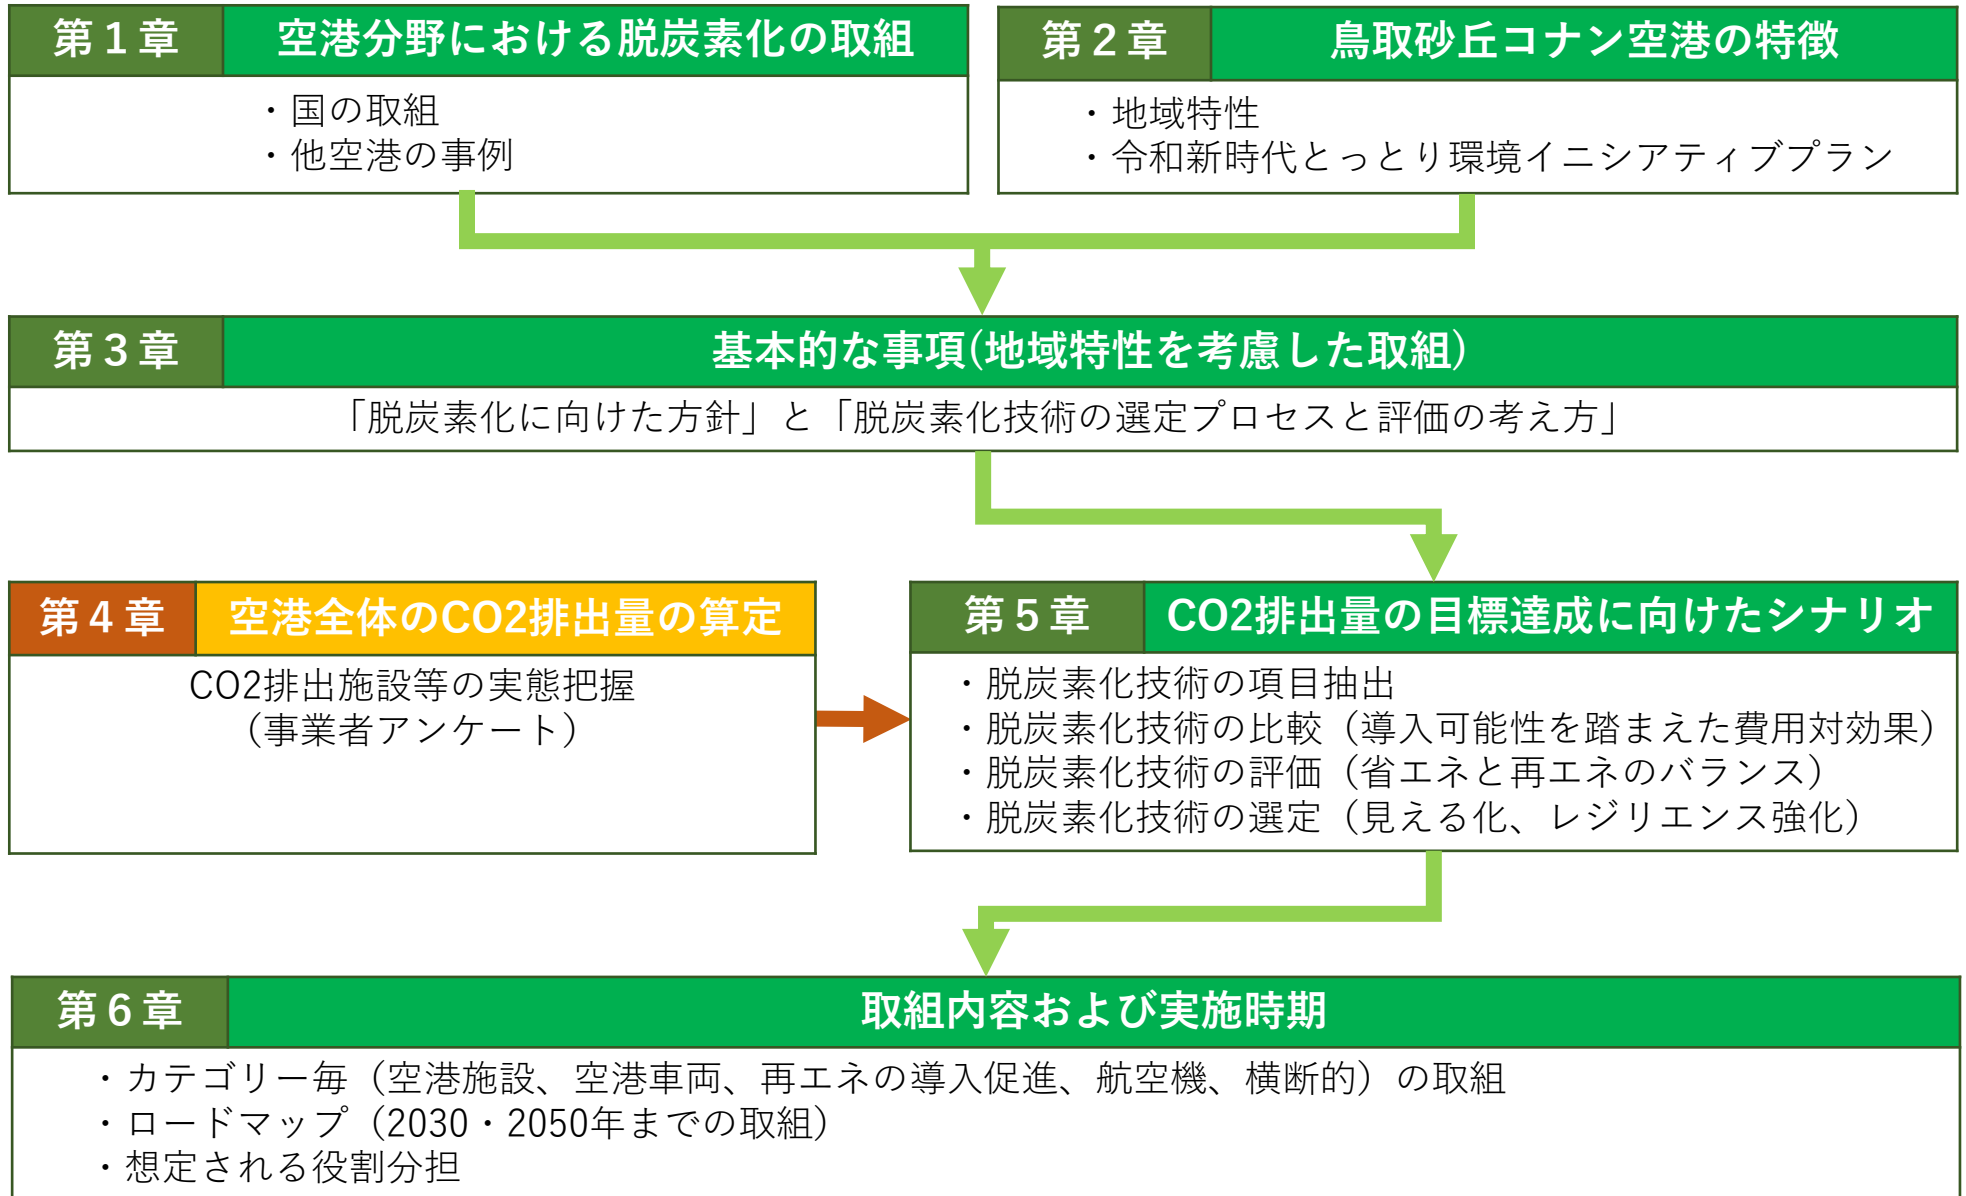 第１章
空港分野における脱炭素化の取組
・国の取組
・他空港の事例
第２章
鳥取砂丘コナン空港の特徴
・地域特性
・令和新時代とっとり環境イニシアティブプラン
第３章
基本的な事項(地域特性を考慮した取組)
「脱炭素化に向けた方針」と「脱炭素化技術の選定プロセスと評価の考え方」
第４章
空港全体のCO2排出量の算定
CO2排出施設等の実態把握
（事業者アンケート）
第５章
CO2排出量の目標達成に向けたシナリオ
・脱炭素化技術の項目抽出
・脱炭素化技術の比較（導入可能性を踏まえた費用対効果）
・脱炭素化技術の評価（省エネと再エネのバランス）
・脱炭素化技術の選定（見える化、レジリエンス強化）
第６章
取組内容および実施時期
・カテゴリー毎（空港施設、空港車両、再エネの導入促進、航空機、横断的）の取組
・ロードマップ（2030・2050年までの取組）
・想定される役割分担